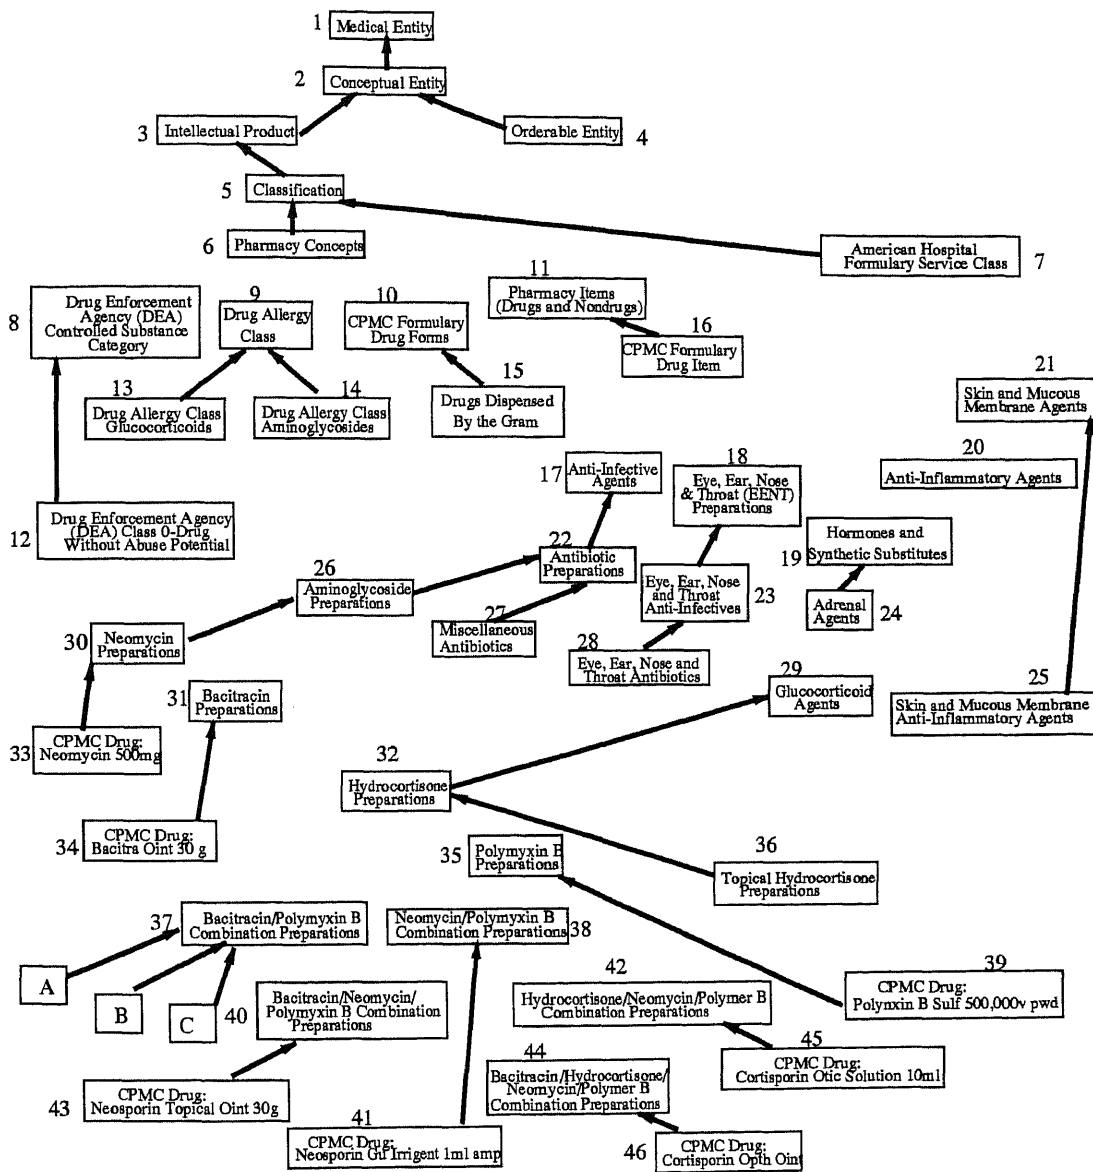 1
Medical Entity
2
Conceptual Entity
3
Intellectual Product
Orderable Entity
4
5
Classification
6
Pharmacy Concepts
American Hospital
Formulary Service Class
7
8
Drug Enforcement
Agency (DEA)
Controlled Substance
Category
9
Drug Allergy
Class
10
CPMC Formulary
Drug Forms
11
Pharmacy Items
(Drugs and Nondrugs)
16
CPMC Formulary
Drug Item
13
Drug Allergy Class
Glucocorticoids
14
Drug Allergy Class
Aminoglycosides
15
Drugs Dispensed
By the Gram
21
Skin and Mucous
Membrane Agents
20
Anti-Inflammatory Agents
17
Anti-Infective
Agents
18
Eye, Ear, Nose
& Throat (EENT)
Preparations
12
Drug Enforcement Agency
(DEA) Class 0-Drug
Without Abuse Potential
19
Hormones and
Synthetic Substitutes
22
Antibiotic
Preparations
26
Aminoglycoside
Preparations
Eye, Ear, Nose
and Throat
Anti-Infectives
23
Adrenal
Agents
24
27
Miscellaneous
Antibiotics
30
Neomycin
Preparations
28
Eye, Ear, Nose and
Throat Antibiotics
29
Glucocorticoid
Agents
25
Skin and Mucous Membrane
Anti-Inflammatory Agents
31
Bacitracin
Preparations
33
CPMC Drug:
Neomycin 500mg
32
Hydrocortisone
Preparations
34
CPMC Drug:
Bacitra Oint 30 g
35
Polymyxin B
Preparations
36
Topical Hydrocortisone
Preparations
37
Bacitracin/Polymyxin B
Combination Preparations
Neomycin/Polymyxin B
Combination Preparations
38
39
CPMC Drug:
Polynxin B Sulf 500,000v pwd
A
B
C
40
Bacitracin/Neomycin/
Polymyxin B Combination
Preparations
42
Hydrocortisone/Neomycin/Polymer B
Combination Preparations
45
CPMC Drug:
Cortisporin Otic Solution 10ml
43
CPMC Drug:
Neosporin Topical Oint 30g
44
Bacitracin/Hydrocortisone/
Neomycin/Polymer B
Combination Preparations
41
CPMC Drug:
Neosporin Gu Irrigent 1ml amp
46
CPMC Drug:
Cortisporin Opth Oint